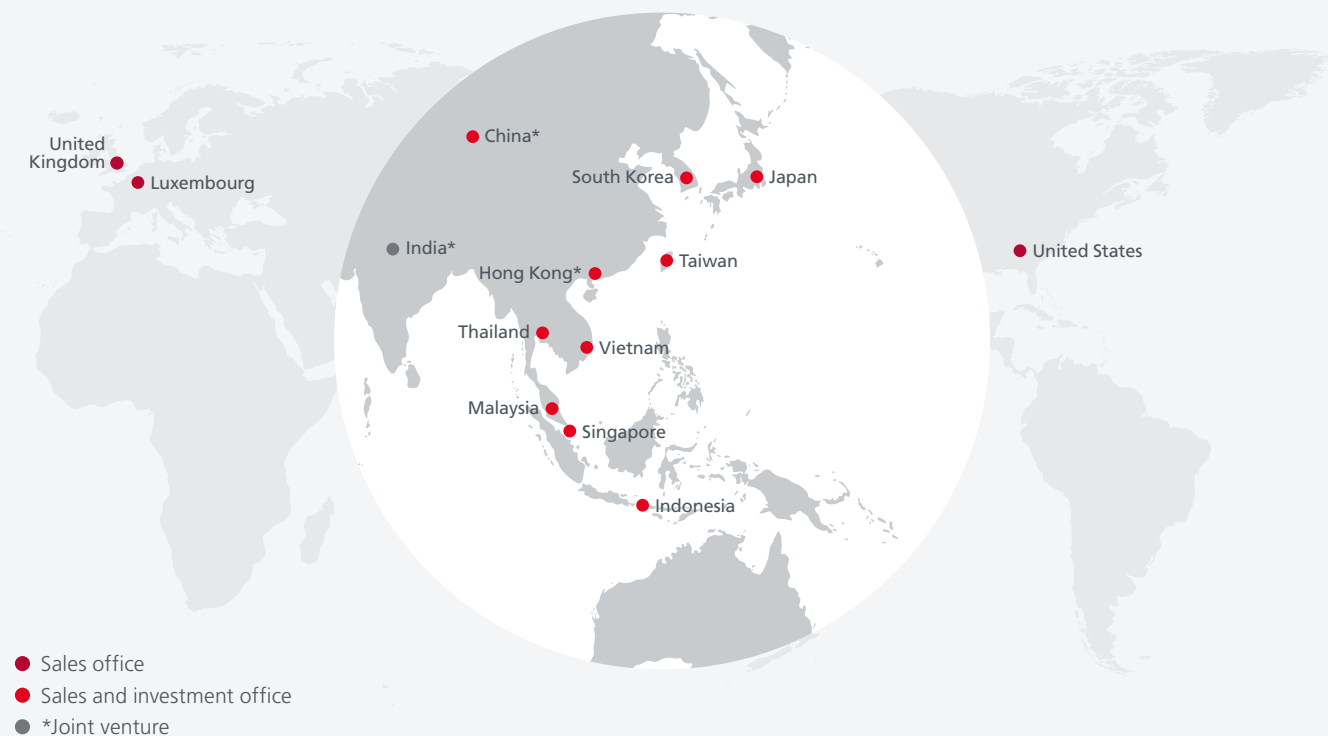 United
Kingdom
Luxembourg
China*
South Korea
Japan
India*
Hong Kong*
Taiwan
United States
Thailand
Vietnam
Malaysia
Singapore
Indonesia
Sales office
Sales and investment office
*Joint venture